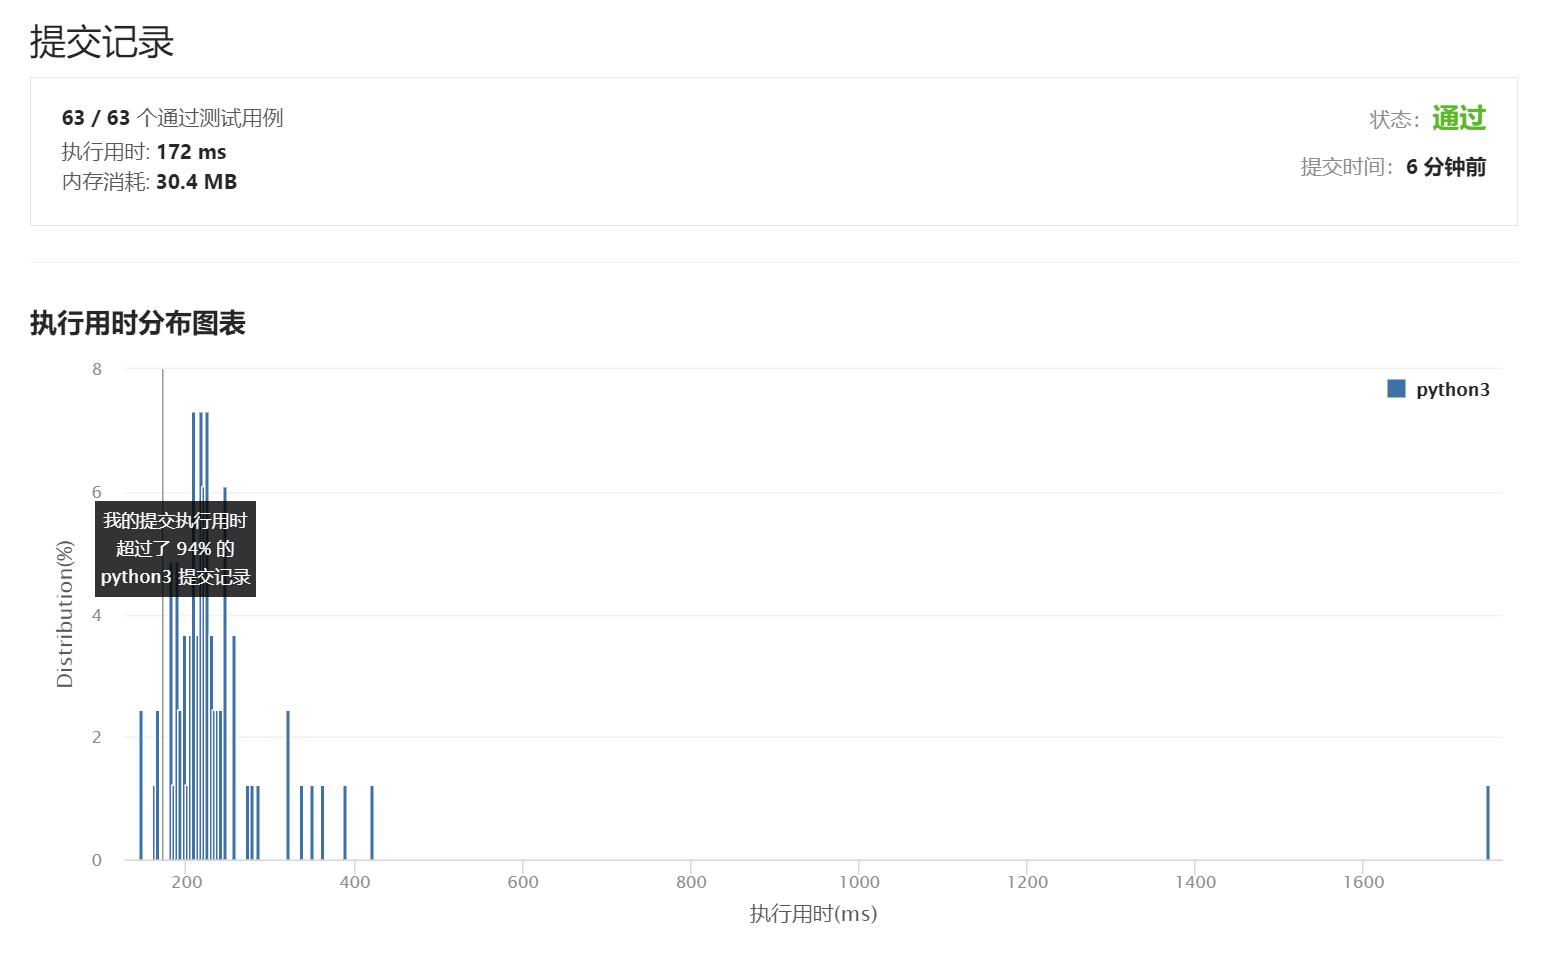 提交记录
63 / 63 个通过测试用例
状态：通过
执行用时: 172 ms
提交时间：6 分钟前
内存消耗: 30.4 MB
执行用时分布图表
8
python3
6
我的提交执行用时
超过了 94% 的
python3 提交记录
Distribution(%)
4
2
0
200
400
600
800
1000
1200
1400
1600
执行用时(ms)